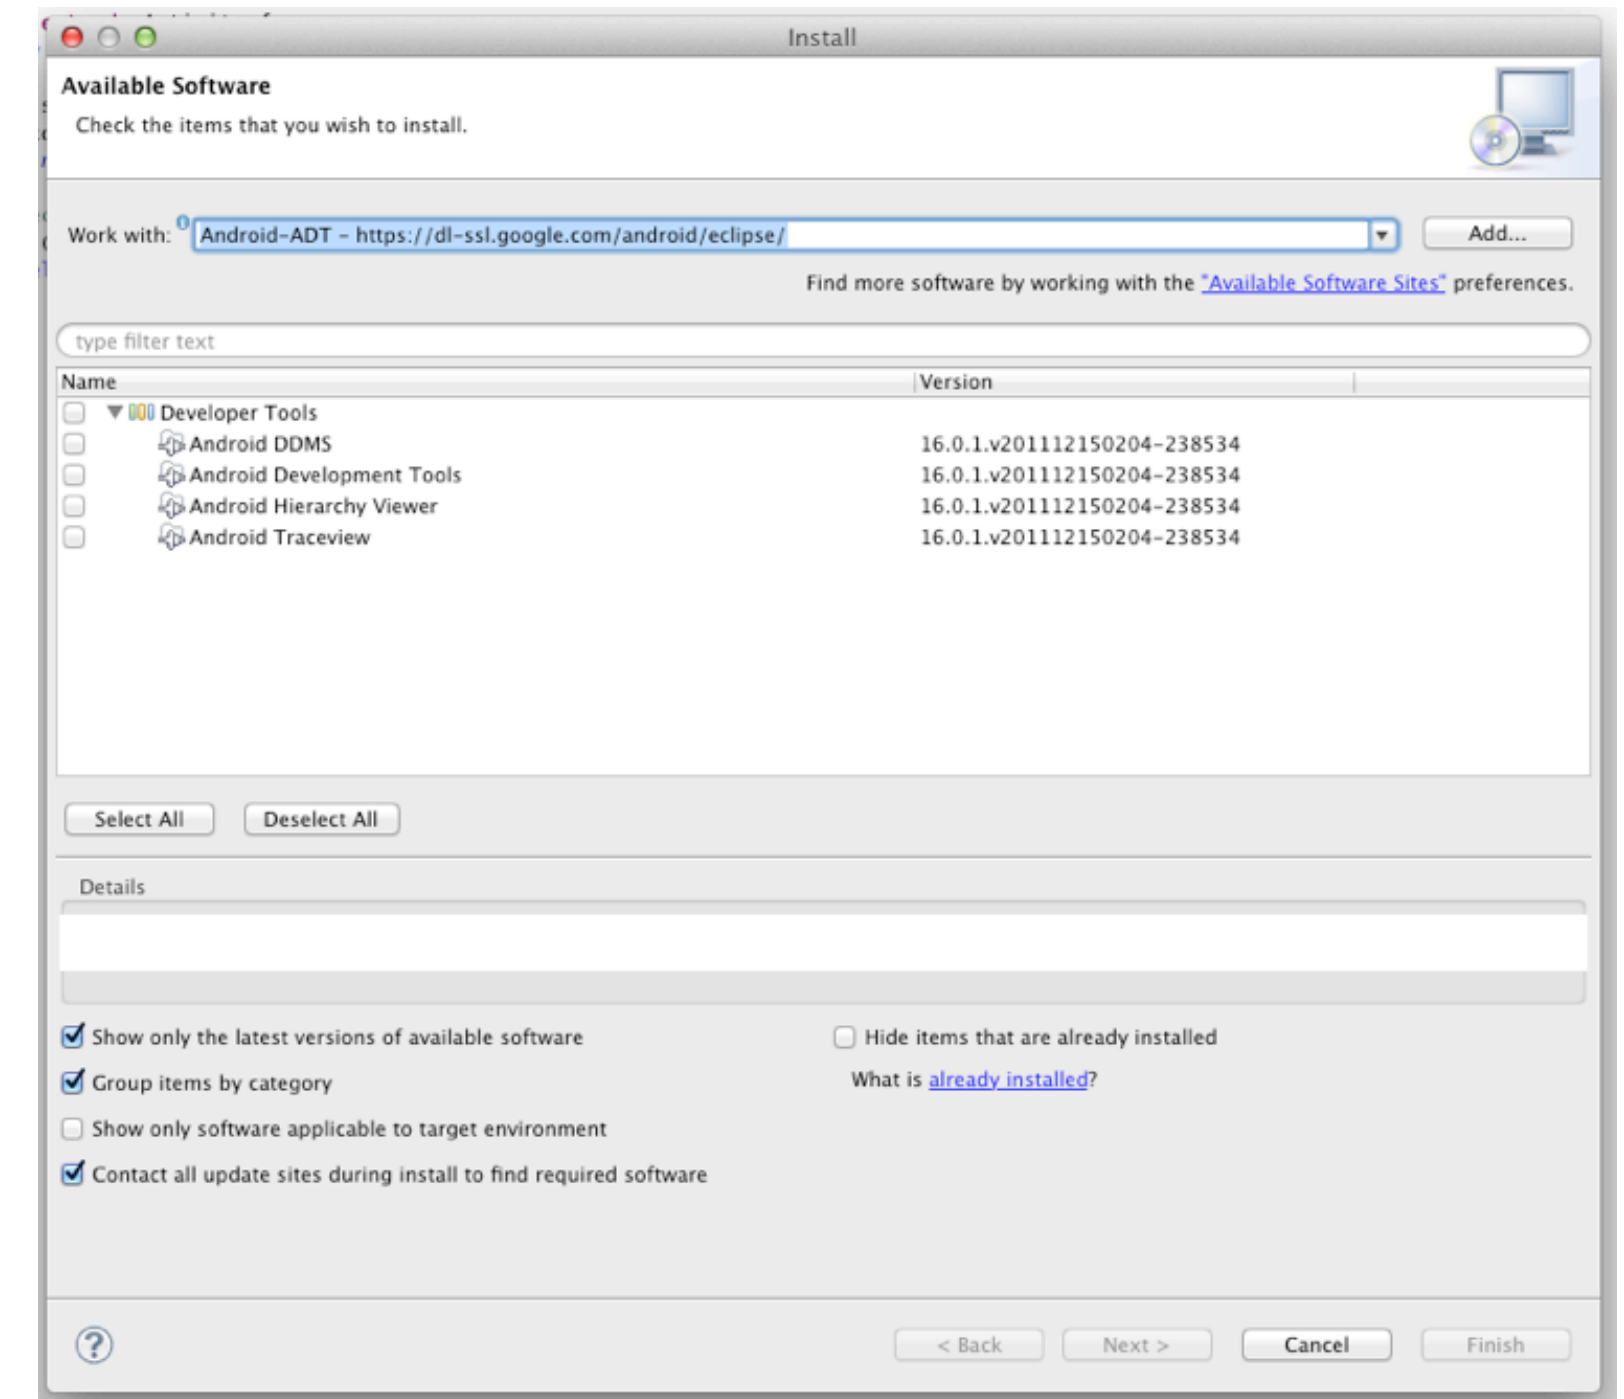 Install
Available Software
Check the items that you wish to install.
Work with: Android-ADT - https://dl-ssl.google.com/android/eclipse/ Add...
Find more software by working with the "Available Software Sites" preferences.
type filter text
Name Version
Developer Tools
Android DDMS 16.0.1.v201112150204-238534
Android Development Tools 16.0.1.v201112150204-238534
Android Hierarchy Viewer 16.0.1.v201112150204-238534
Android Traceview 16.0.1.v201112150204-238534
Select All Deselect All
Details
Show only the latest versions of available software Hide items that are already installed
Group items by category What is already installed?
Show only software applicable to target environment
Contact all update sites during install to find required software
? < Back Next > Cancel Finish